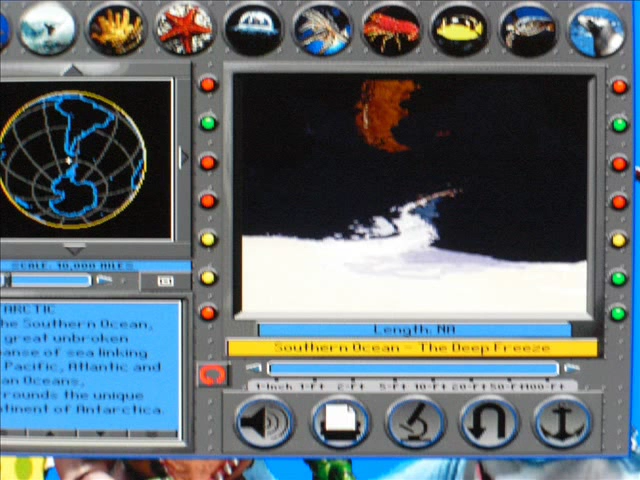 SCALE: 10,000 MILES
ARCTIC
he Southern Ocean,
great unbroken
anse of sea linking
Pacific, Atlantic and
an Oceans,
rounds the unique
tinent of Antarctica.
Length: NA
Southern Ocean - The Deep Freeze
1-Inch 1-Ft 2-Ft 5-Ft 10-Ft 20-Ft 50-Ft 100-Ft